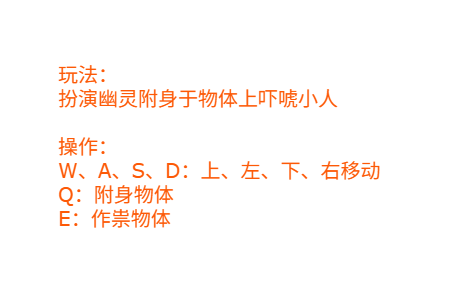 玩法：
扮演幽灵附身于物体上吓唬小人
操作：
W、A、S、D：上、左、下、右移动
Q：附身物体
E：作祟物体